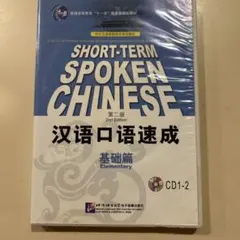 SHORT-TERM
SPOKEN
CHINESE
第二版
2nd Edition
汉语口语速成
基础篇
Elementary
CD1-2